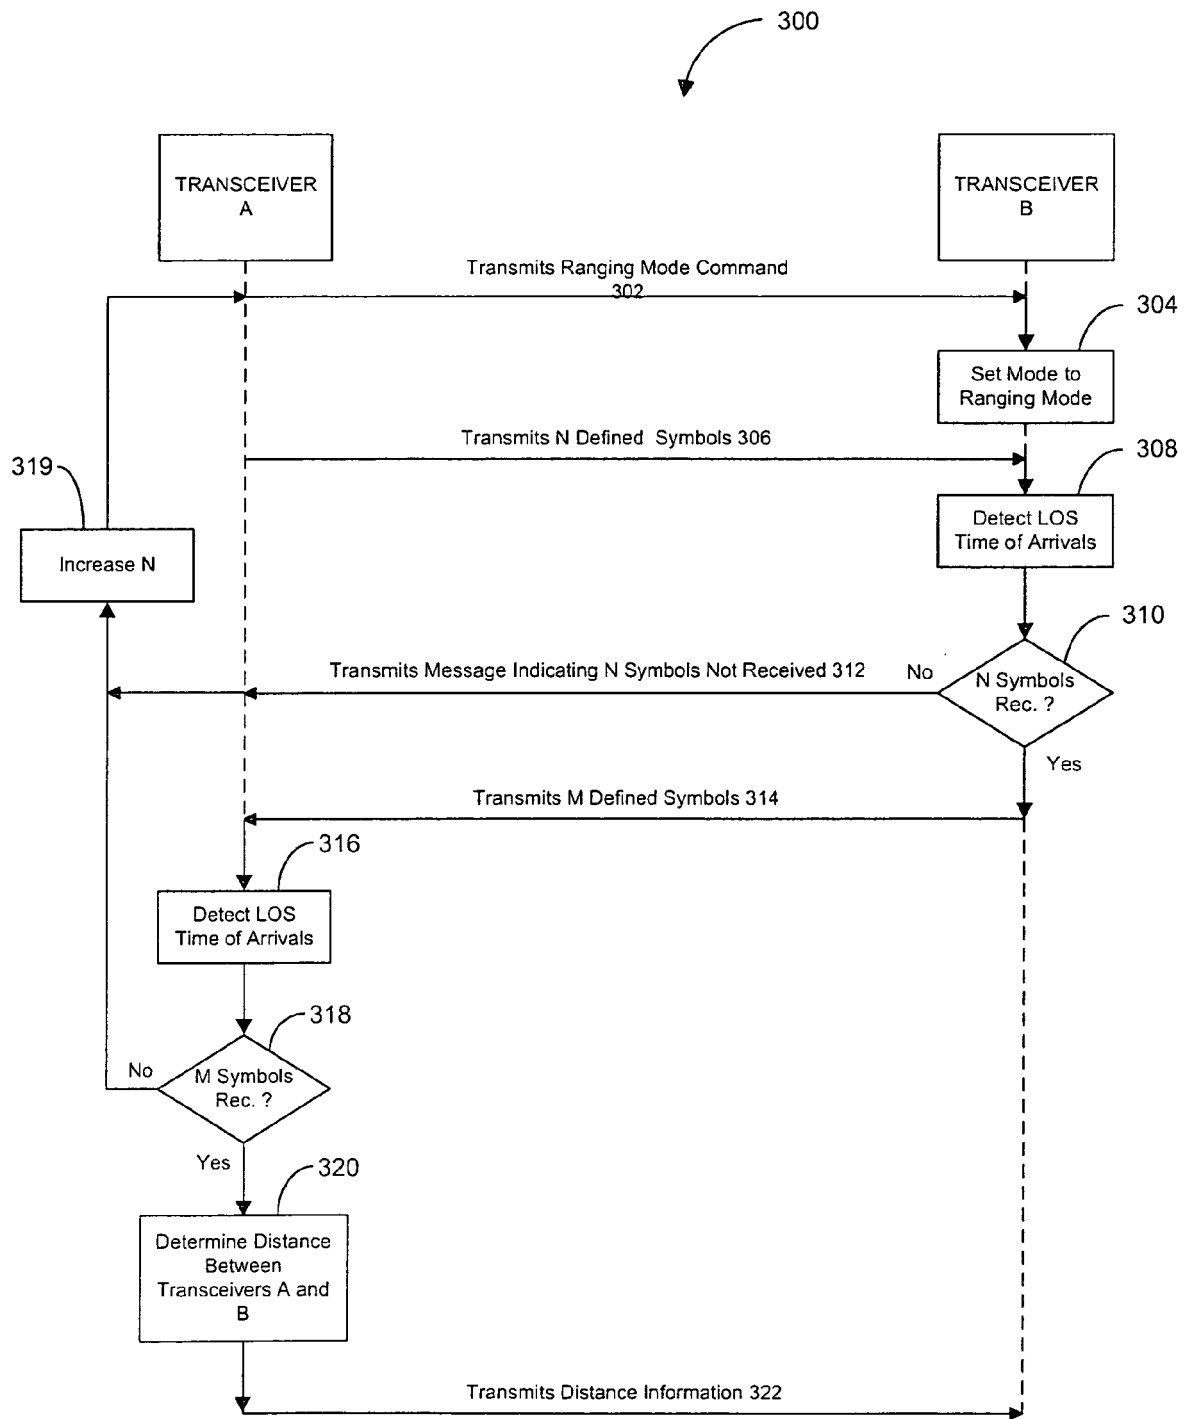 300
TRANSCEIVER
A
TRANSCEIVER
B
Transmits Ranging Mode Command
302
304
Set Mode to
Ranging Mode
Transmits N Defined Symbols 306
319
308
Detect LOS
Time of Arrivals
Increase N
310
Transmits Message Indicating N Symbols Not Received 312
No
N Symbols
Rec. ?
Yes
Transmits M Defined Symbols 314
316
Detect LOS
Time of Arrivals
318
No
M Symbols
Rec. ?
Yes
320
Determine Distance
Between
Transceivers A and
B
Transmits Distance Information 322